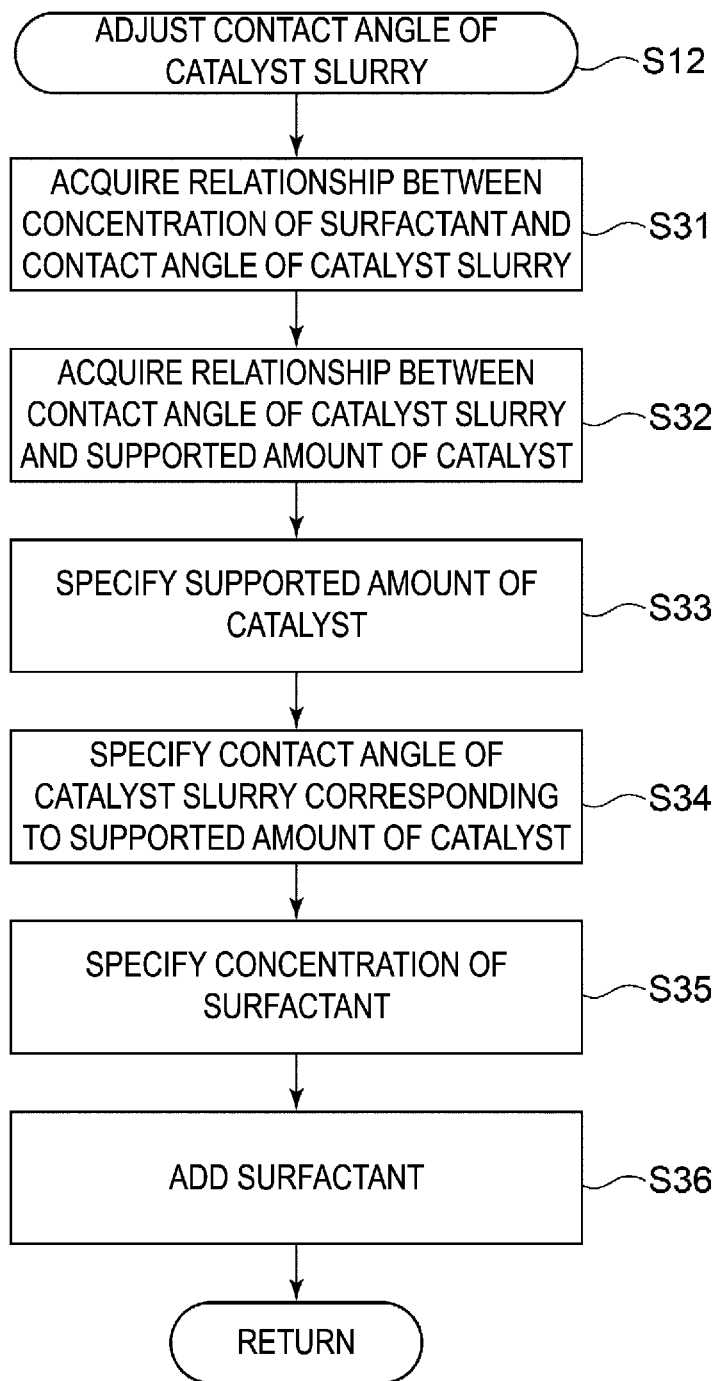 ADJUST CONTACT ANGLE OF
CATALYST SLURRY
S12
ACQUIRE RELATIONSHIP BETWEEN
CONCENTRATION OF SURFACTANT AND
CONTACT ANGLE OF CATALYST SLURRY
S31
ACQUIRE RELATIONSHIP BETWEEN
CONTACT ANGLE OF CATALYST SLURRY
AND SUPPORTED AMOUNT OF CATALYST
S32
SPECIFY SUPPORTED AMOUNT OF
CATALYST
S33
SPECIFY CONTACT ANGLE OF
CATALYST SLURRY CORRESPONDING
TO SUPPORTED AMOUNT OF CATALYST
S34
SPECIFY CONCENTRATION OF
SURFACTANT
S35
ADD SURFACTANT
S36
RETURN